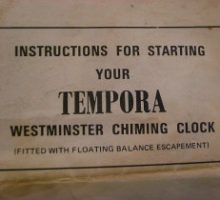 INSTRUCTIONS FOR STARTING
YOUR
TEMPORA
WESTMINSTER CHIMING CLOCK
(FITTED WITH FLOATING BALANCE ESCAPEMENT)